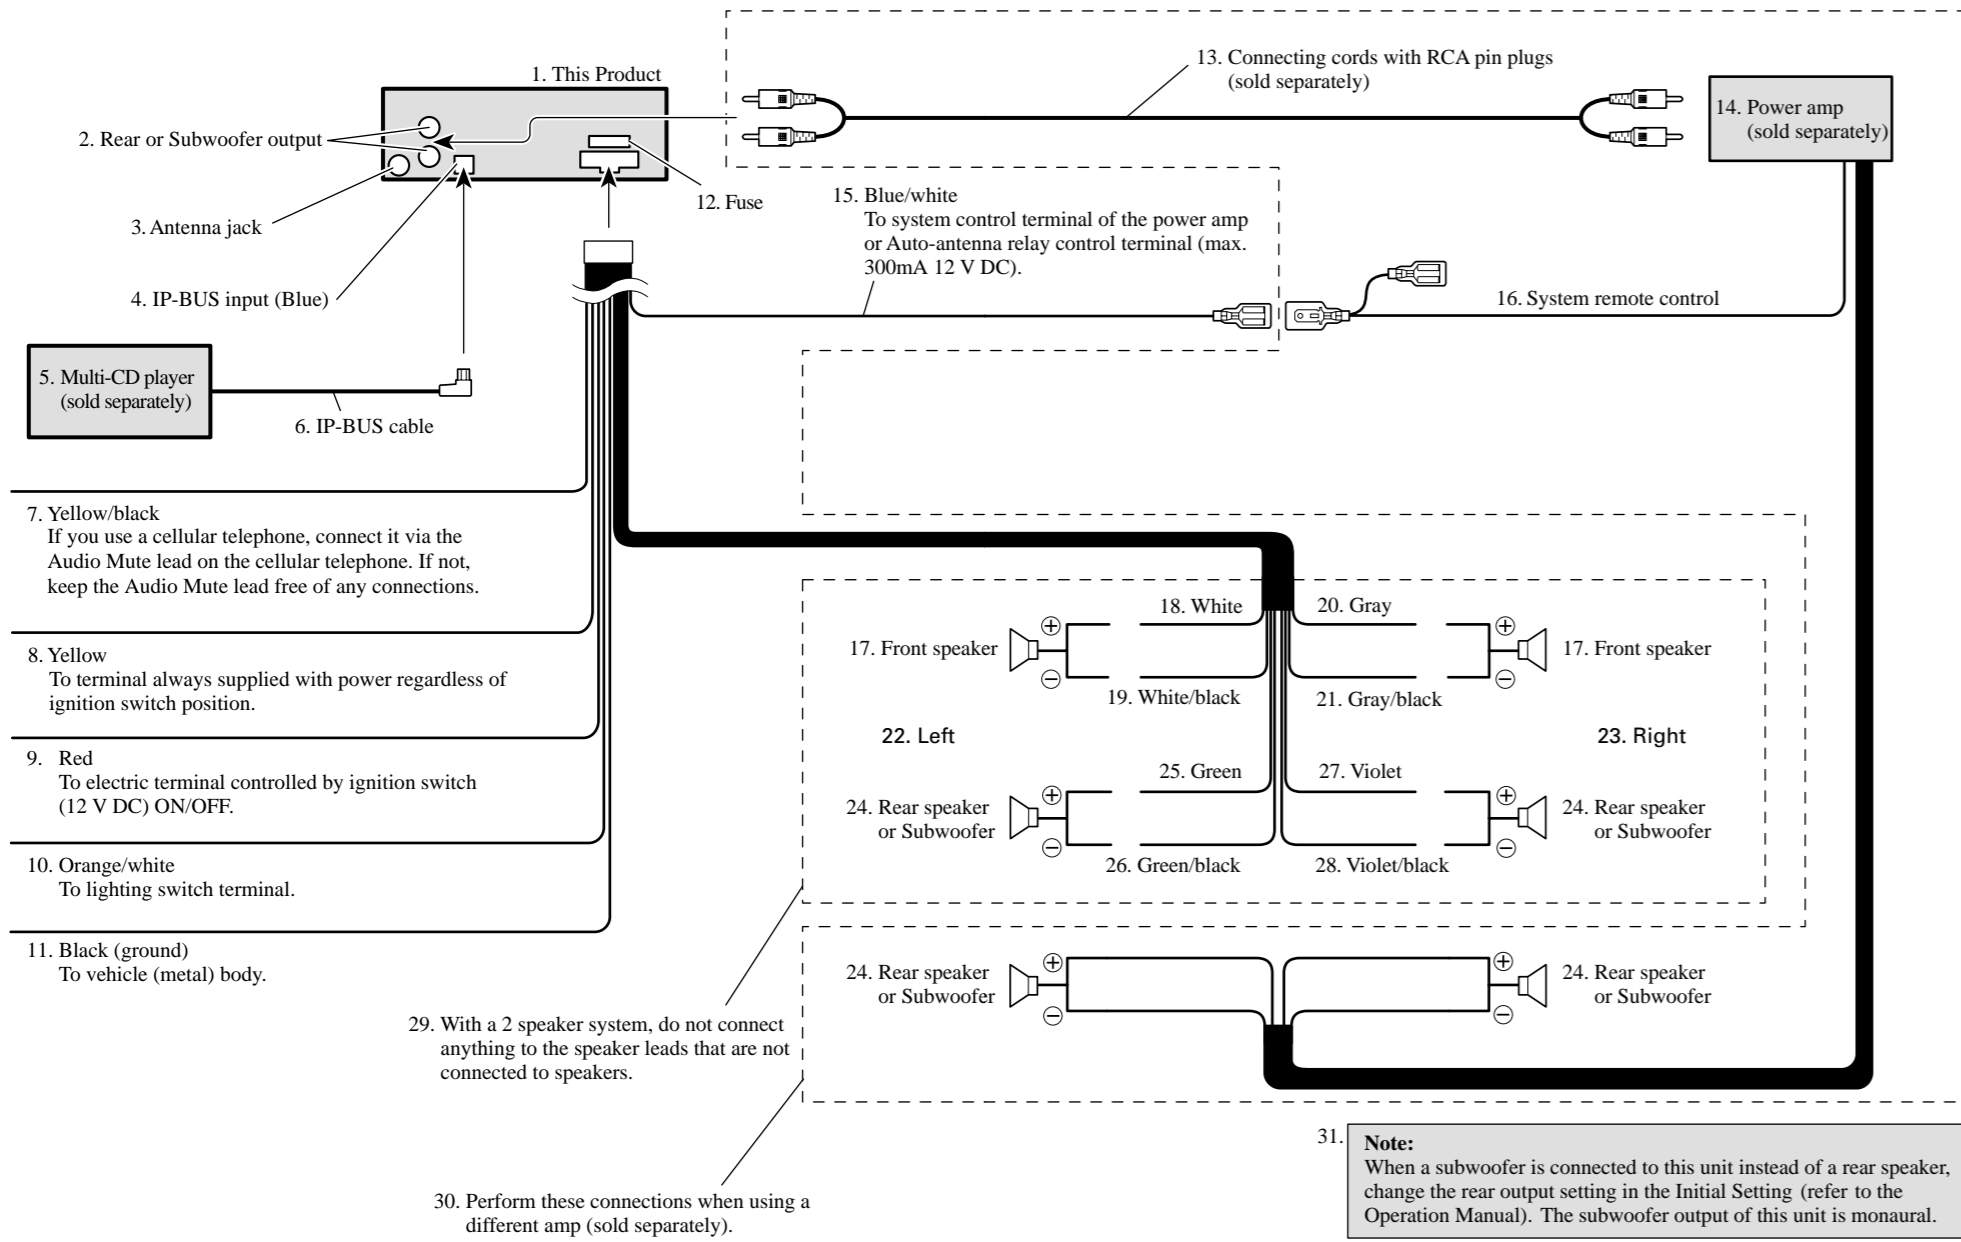 1. This Product
2. Rear or Subwoofer output
3. Antenna jack
4. IP-BUS input (Blue)
5. Multi-CD player
(sold separately)
6. IP-BUS cable
7. Yellow/black
If you use a cellular telephone, connect it via the
Audio Mute lead on the cellular telephone. If not,
keep the Audio Mute lead free of any connections.
8. Yellow
To terminal always supplied with power regardless of
ignition switch position.
9. Red
To electric terminal controlled by ignition switch
(12 V DC) ON/OFF.
10. Orange/white
To lighting switch terminal.
11. Black (ground)
To vehicle (metal) body.
12. Fuse
13. Connecting cords with RCA pin plugs
(sold separately)
14. Power amp
(sold separately)
15. Blue/white
To system control terminal of the power amp
or Auto-antenna relay control terminal (max.
300mA 12 V DC).
16. System remote control
17. Front speaker
+
−
18. White
19. White/black
20. Gray
21. Gray/black
+
−
17. Front speaker
22. Left
23. Right
24. Rear speaker
or Subwoofer
+
−
25. Green
26. Green/black
27. Violet
28. Violet/black
+
−
24. Rear speaker
or Subwoofer
24. Rear speaker
or Subwoofer
+
−
+
−
24. Rear speaker
or Subwoofer
29. With a 2 speaker system, do not connect
anything to the speaker leads that are not
connected to speakers.
30. Perform these connections when using a
different amp (sold separately).
31.
Note:
When a subwoofer is connected to this unit instead of a rear speaker,
change the rear output setting in the Initial Setting (refer to the
Operation Manual). The subwoofer output of this unit is monaural.